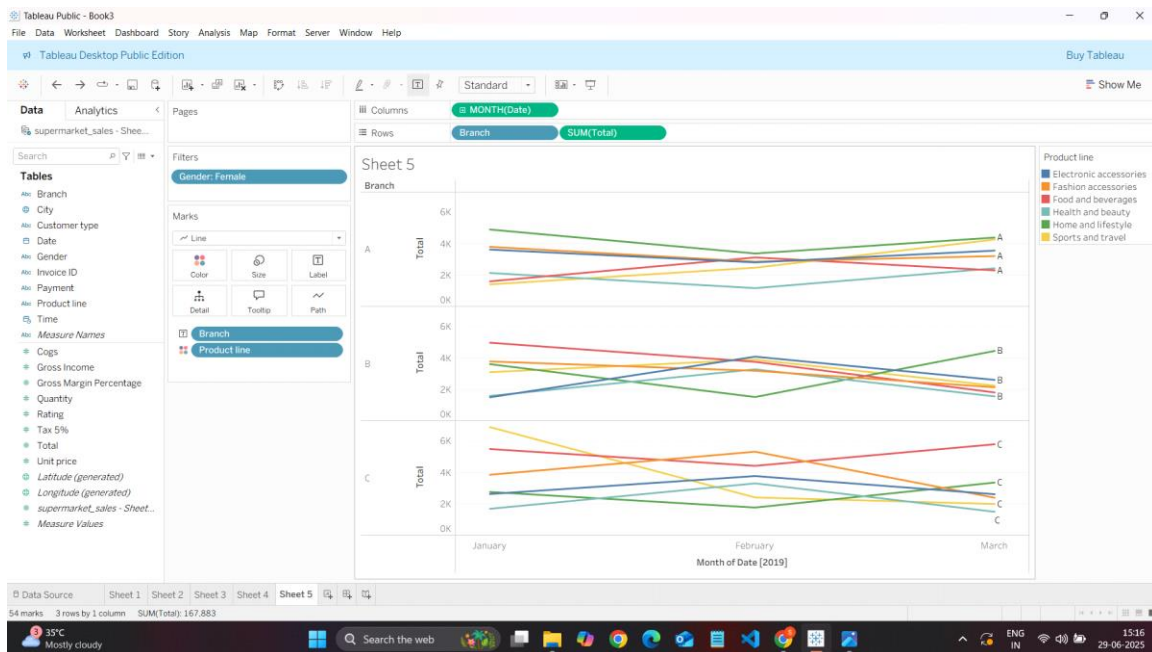 Tableau Public - Book3
File Data Worksheet Dashboard Story Analysis Map Format Server Window Help
Tableau Desktop Public Edition Buy Tableau
Standard Show Me
Data Analytics
supermarket_sales - Shee...
Search
Tables
Abc Branch
City
Abc Customer type
Date
Abc Gender
Abc Invoice ID
Abc Payment
Abc Product line
Time
Abc Measure Names
Cogs
Gross Income
Gross Margin Percentage
Quantity
Rating
Tax 5%
Total
Unit price
Latitude (generated)
Longitude (generated)
supermarket_sales - Sheet...
Measure Values
Pages
Filters
Gender: Female
Marks
Line
Color Size Label
Detail Tooltip Path
Branch
Product line
Columns MONTH(Date)
Rows Branch SUM(Total)
Sheet 5
Branch
A
Total
6K
4K
2K
0K
A
A
A
B
Total
6K
4K
2K
0K
B
B
B
C
Total
6K
4K
2K
0K
C
C
C
C
January February March
Month of Date [2019]
Product line
Electronic accessories
Fashion accessories
Food and beverages
Health and beauty
Home and lifestyle
Sports and travel
Data Source Sheet 1 Sheet 2 Sheet 3 Sheet 4 Sheet 5
54 marks 3 rows by 1 column SUM(Total): 167,883
3
35°C
Mostly cloudy
Search the web
ENG
IN
15:16
29-06-2025